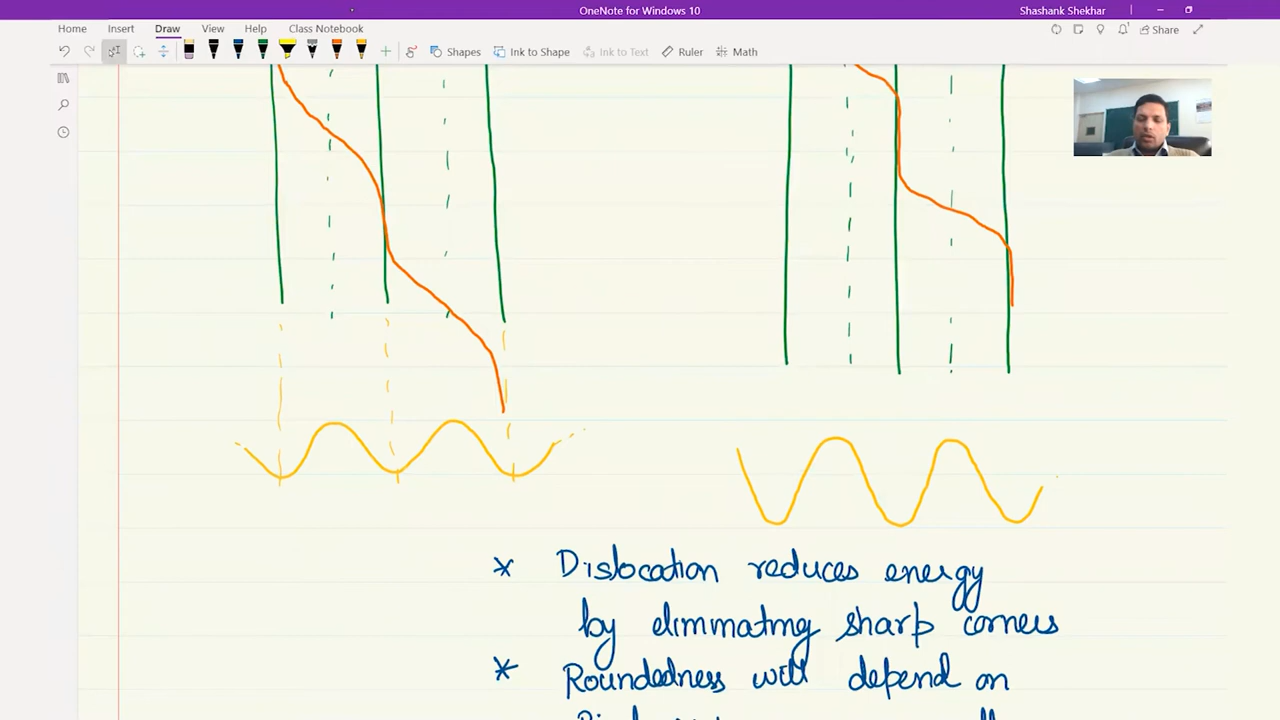 OneNote for Windows 10
Shashank Shekhar
Home Insert Draw View Help Class Notebook
Share
Shapes Ink to Shape Ink to Text Ruler Math
* Dislocation reduces energy
by eliminating sharp corners
* Roundedness will depend on